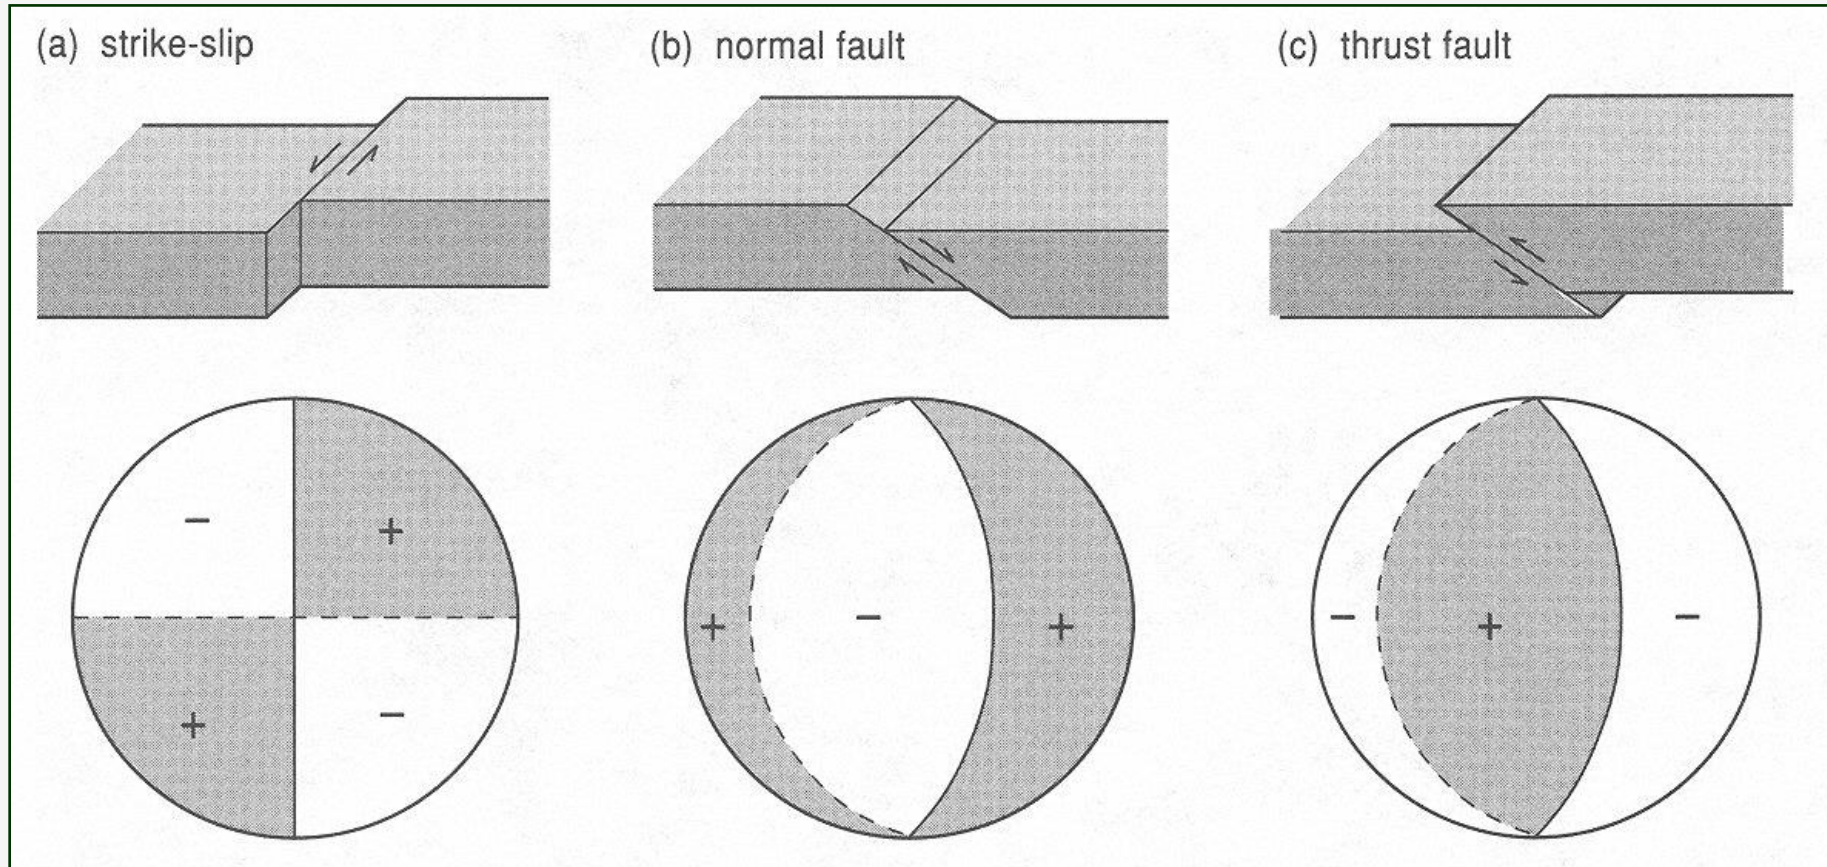 (a) strike-slip
(b) normal fault
(c) thrust fault
− +
+ −
+ − +
− + −